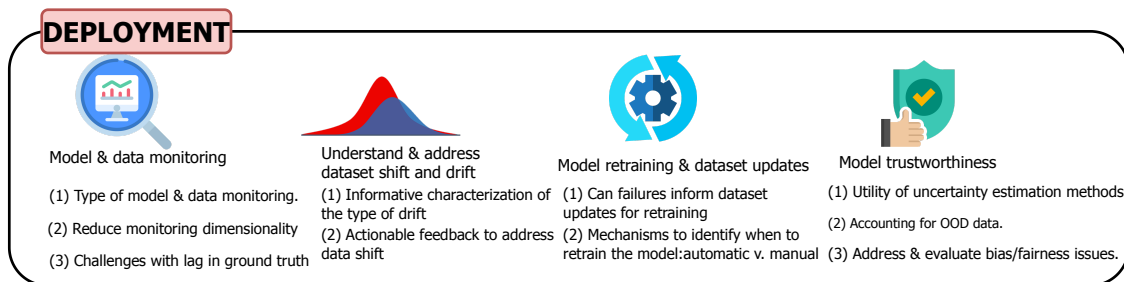 DEPLOYMENT
Model & data monitoring
(1) Type of model & data monitoring.
(2) Reduce monitoring dimensionality
(3) Challenges with lag in ground truth
Understand & address
dataset shift and drift
(1) Informative characterization of
the type of drift
(2) Actionable feedback to address
data shift
Model retraining & dataset updates
(1) Can failures inform dataset
updates for retraining
(2) Mechanisms to identify when to
retrain the model:automatic v. manual
Model trustworthiness
(1) Utility of uncertainty estimation methods
(2) Accounting for OOD data.
(3) Address & evaluate bias/fairness issues.